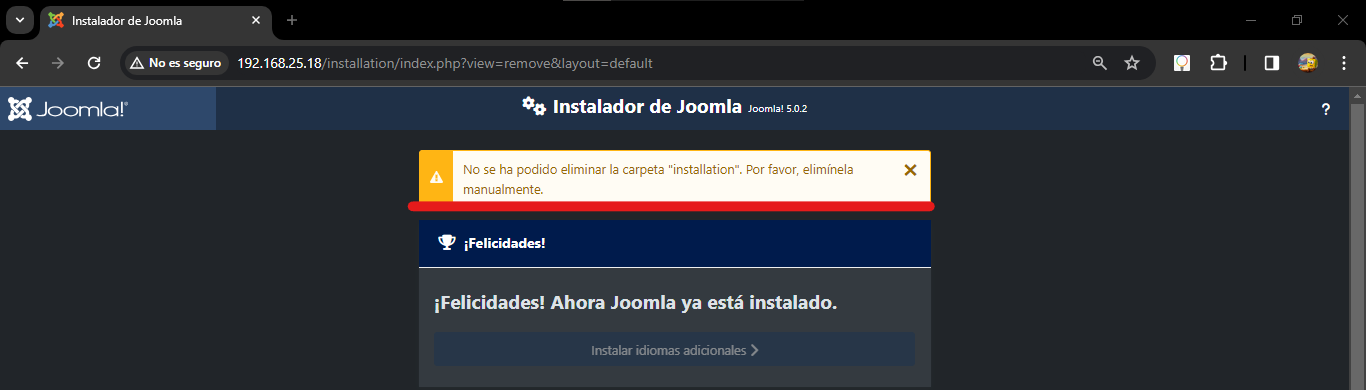 Instalador de Joomla
No es seguro
192.168.25.18/installation/index.php?view=remove&layout=default
Joomla!®
Instalador de Joomla Joomla! 5.0.2
?
No se ha podido eliminar la carpeta "installation". Por favor, elimínela
manualmente.
¡Felicidades!
¡Felicidades! Ahora Joomla ya está instalado.
Instalar idiomas adicionales